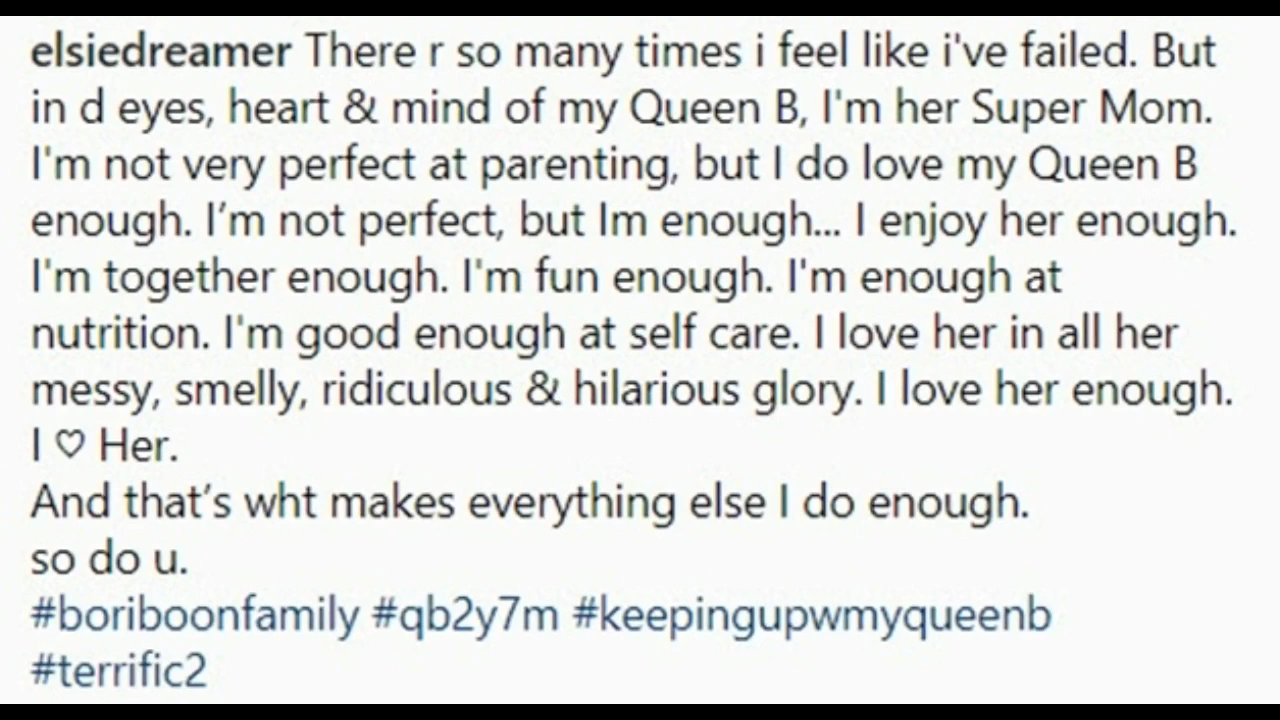 elsiedreamer There r so many times i feel like i've failed. But
in d eyes, heart & mind of my Queen B, I'm her Super Mom.
I'm not very perfect at parenting, but I do love my Queen B
enough. I’m not perfect, but Im enough... I enjoy her enough.
I'm together enough. I'm fun enough. I'm enough at
nutrition. I'm good enough at self care. I love her in all her
messy, smelly, ridiculous & hilarious glory. I love her enough.
I ♡ Her.
And that’s wht makes everything else I do enough.
so do u.
#boriboonfamily #qb2y7m #keepingupwmyqueenb
#terrific2